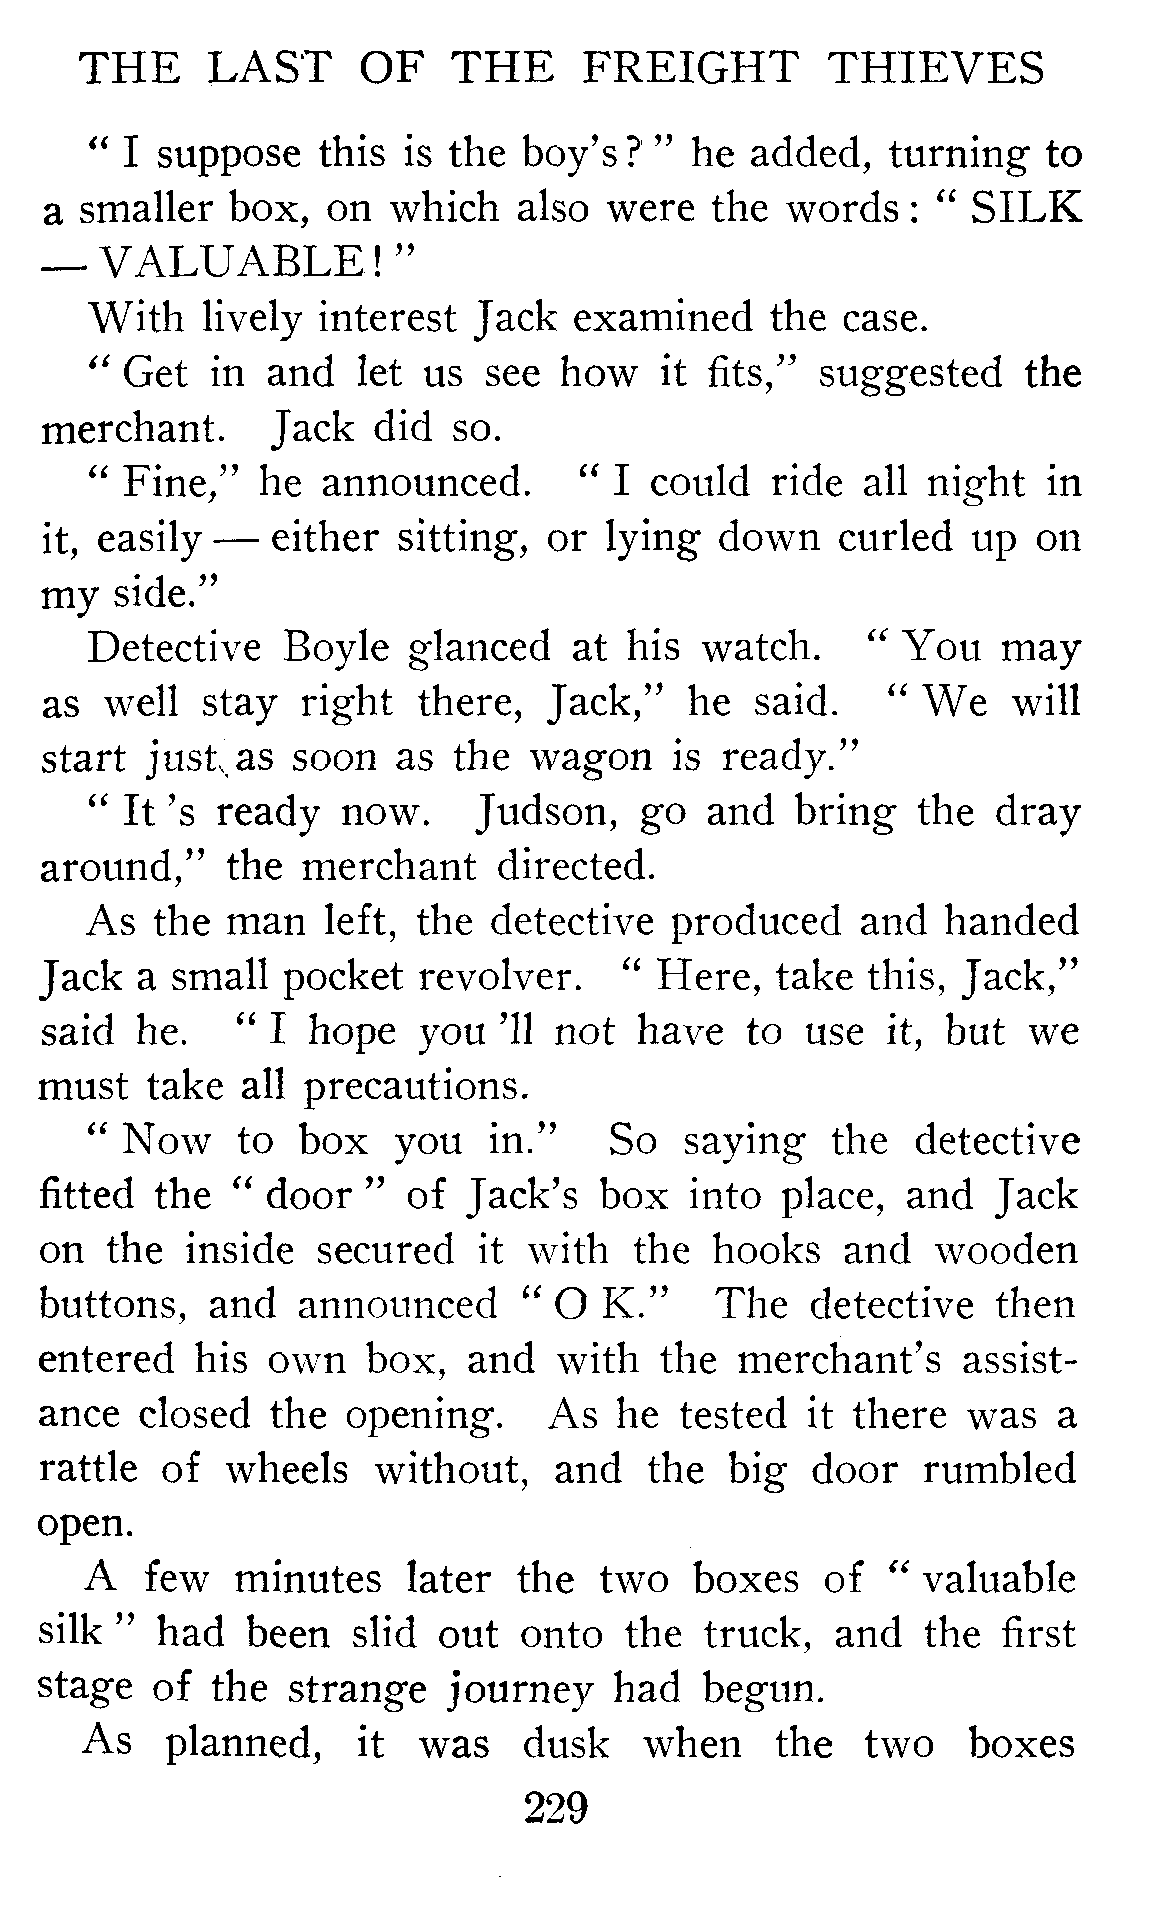 THE LAST OF THE FREIGHT THIEVES
“ I suppose this is the boy's? ” he added, turning to
a smaller box, on which also were the words: “ SILK
— VALUABLE! ”
With lively interest Jack examined the case.
“ Get in and let us see how it fits,” suggested the
merchant. Jack did so.
“ Fine,” he announced. “ I could ride all night in
it, easily — either sitting, or lying down curled up on
my side.”
Detective Boyle glanced at his watch. “ You may
as well stay right there, Jack,” he said. “ We will
start just as soon as the wagon is ready.”
“ It 's ready now. Judson, go and bring the dray
around,” the merchant directed.
As the man left, the detective produced and handed
Jack a small pocket revolver. “ Here, take this, Jack,”
said he. “ I hope you 'll not have to use it, but we
must take all precautions.
“ Now to box you in.” So saying the detective
fitted the “ door ” of Jack's box into place, and Jack
on the inside secured it with the hooks and wooden
buttons, and announced “ O K.” The detective then
entered his own box, and with the merchant's assist-
ance closed the opening. As he tested it there was a
rattle of wheels without, and the big door rumbled
open.
A few minutes later the two boxes of “ valuable
silk ” had been slid out onto the truck, and the first
stage of the strange journey had begun.
As planned, it was dusk when the two boxes
229